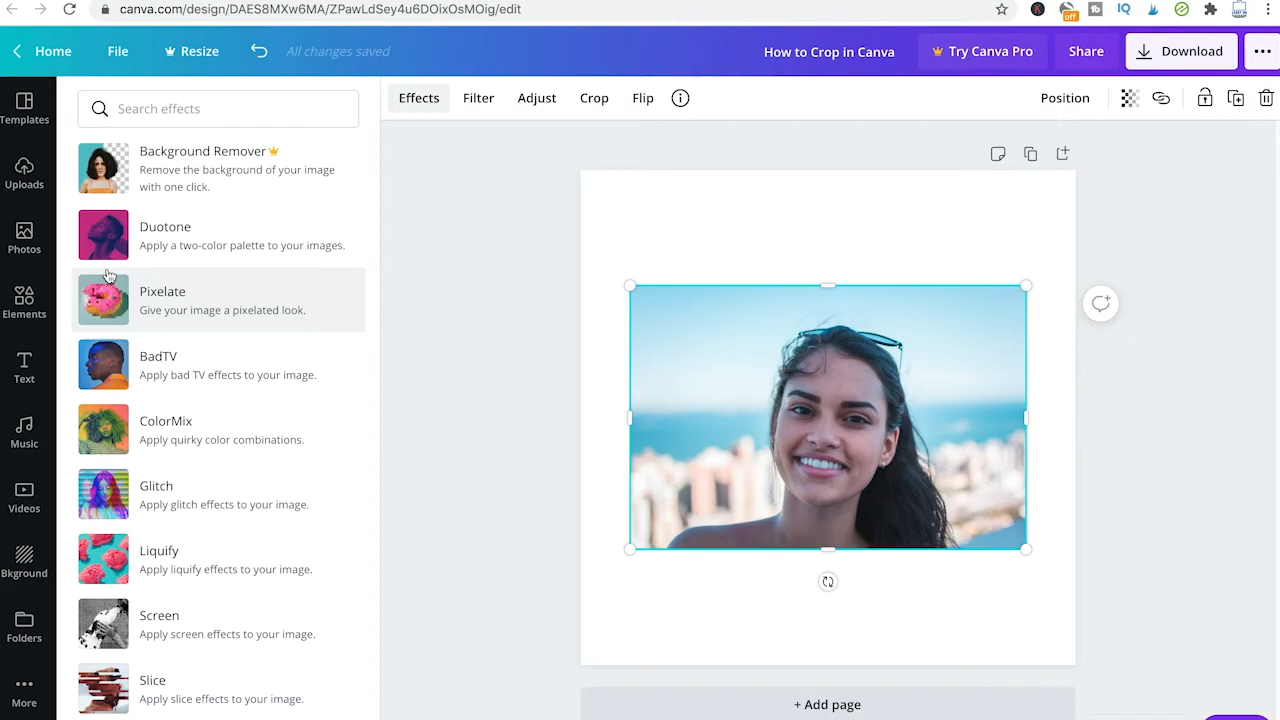 canva.com/design/DAES8MXw6MA/ZPawLdSey4u6DOixOsMOig/edit
off
IQ
Home
File
Resize
All changes saved
How to Crop in Canva
Try Canva Pro
Share
Download
Templates
Uploads
Photos
Elements
Text
Music
Videos
Bkground
Folders
More
Search effects
Background Remover
Remove the background of your image
with one click.
Duotone
Apply a two-color palette to your images.
Pixelate
Give your image a pixelated look.
BadTV
Apply bad TV effects to your image.
ColorMix
Apply quirky color combinations.
Glitch
Apply glitch effects to your image.
Liquify
Apply liquify effects to your image.
Screen
Apply screen effects to your image.
Slice
Apply slice effects to your image.
Effects
Filter
Adjust
Crop
Flip
Position
+ Add page